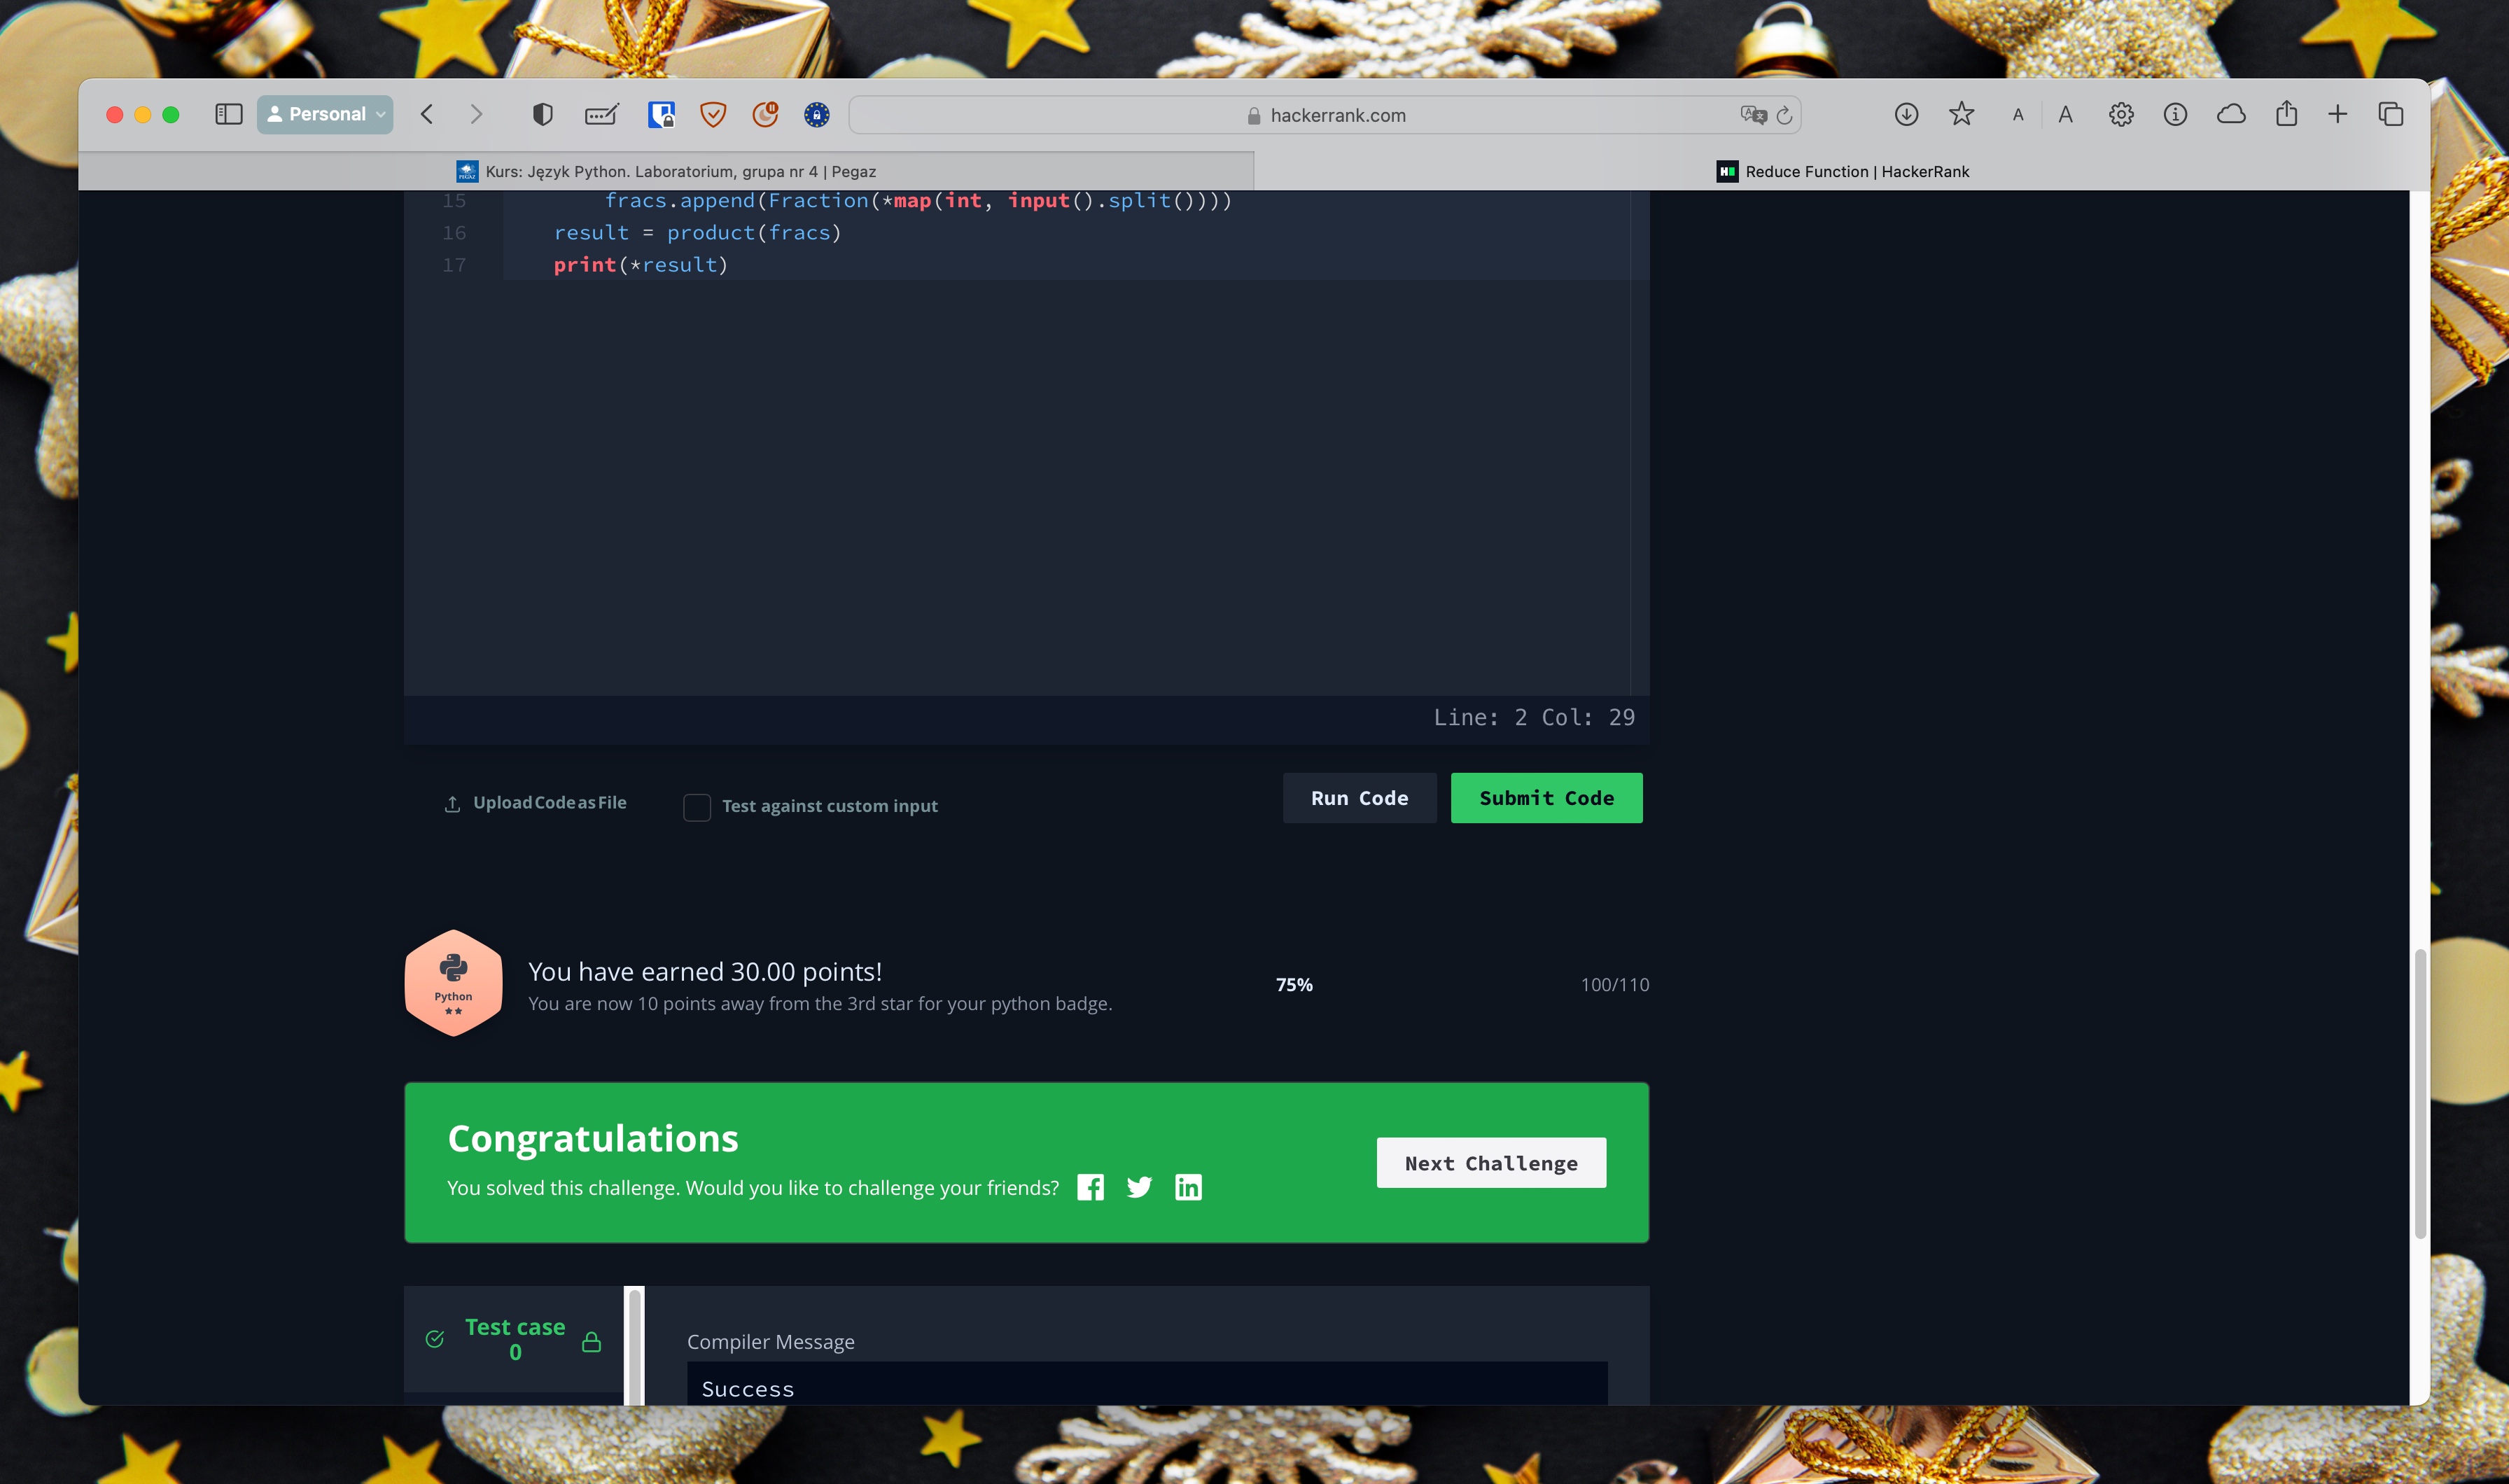 Personal
hackerrank.com
A A
Kurs: Język Python. Laboratorium, grupa nr 4 | Pegaz
Reduce Function | HackerRank
15 fracs.append(Fraction(*map(int, input().split())))
16 result = product(fracs)
17 print(*result)
Line: 2 Col: 29
Upload Code as File
Test against custom input
Run Code
Submit Code
Python
You have earned 30.00 points!
You are now 10 points away from the 3rd star for your python badge.
75%
100/110
Congratulations
You solved this challenge. Would you like to challenge your friends?
Next Challenge
Test case
0
Compiler Message
Success